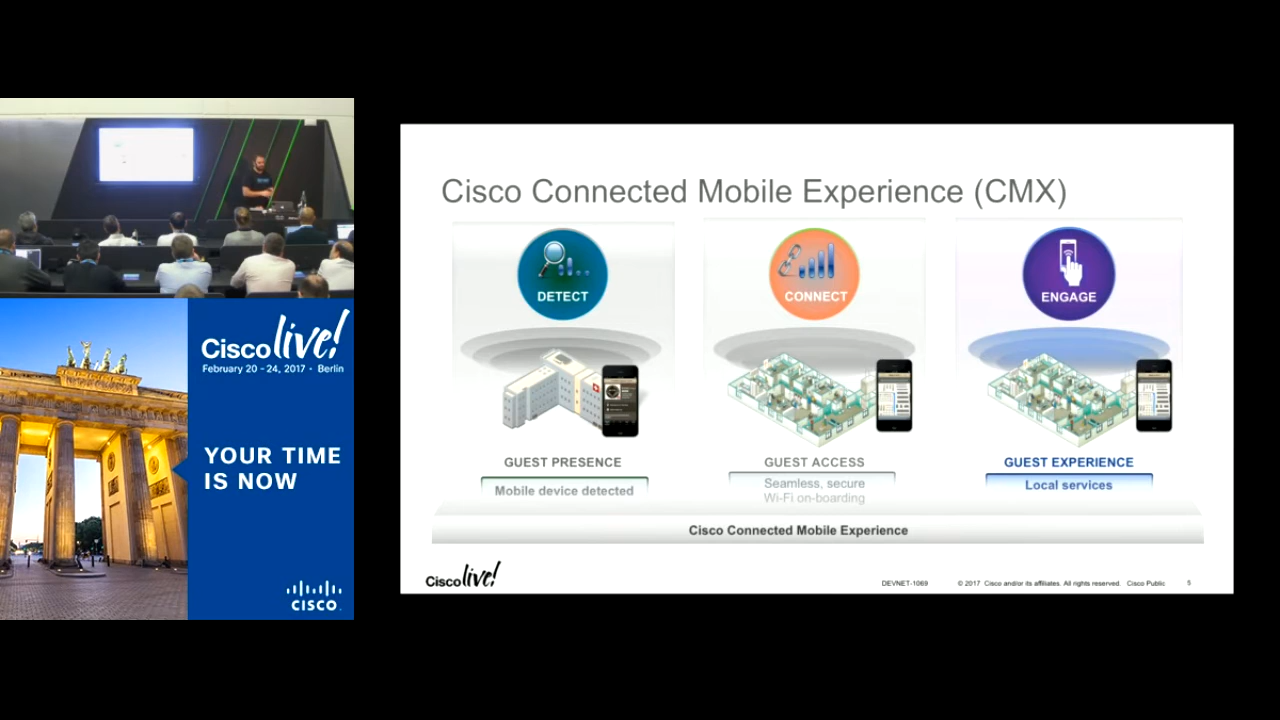 Cisco live!
February 20 - 24, 2017 • Berlin
YOUR TIME
IS NOW
CISCO
Cisco Connected Mobile Experience (CMX)
DETECT
CONNECT
ENGAGE
GUEST PRESENCE
Mobile device detected
GUEST ACCESS
Seamless, secure
Wi-Fi on-boarding
GUEST EXPERIENCE
Local services
Cisco Connected Mobile Experience
Cisco live!
DEVNET-1069
© 2017 Cisco and/or its affiliates. All rights reserved. Cisco Public
5